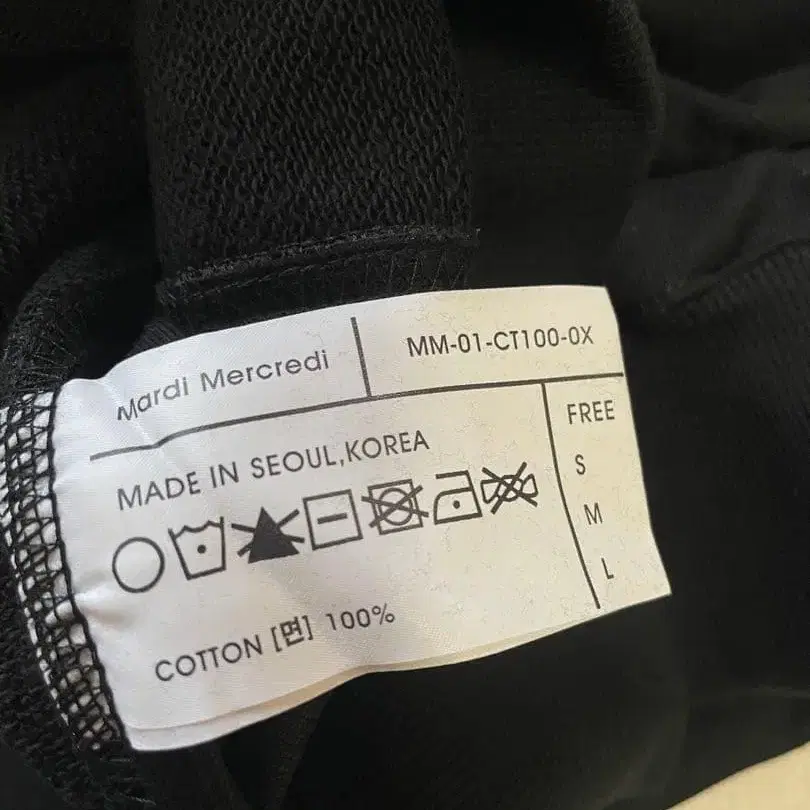 Mardi Mercredi
MM-01-CT100-0X
MADE IN SEOUL,KOREA
FREE
S
M
L
COTTON [면] 100%